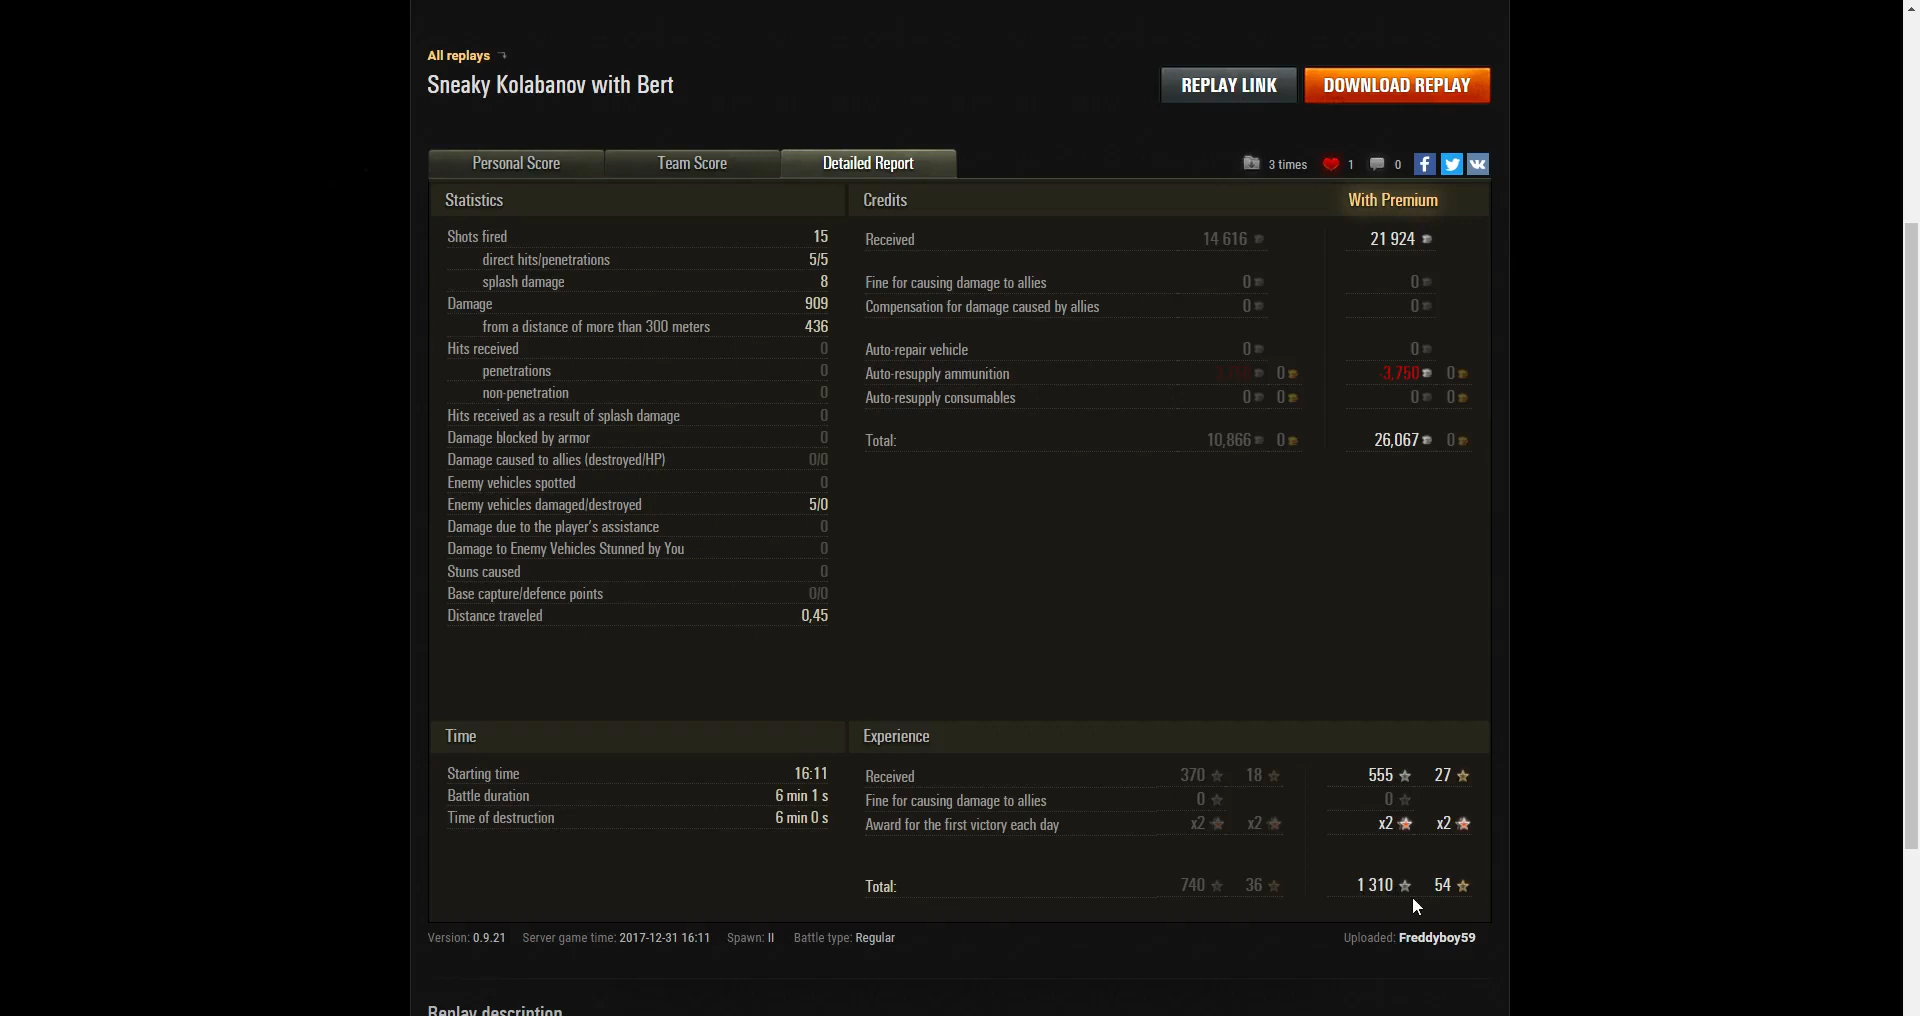 All replays
Sneaky Kolabanov with Bert
REPLAY LINK
DOWNLOAD REPLAY
Personal Score
Team Score
Detailed Report
3 times
1
0
Statistics
Shots fired 15
direct hits/penetrations 5/5
splash damage 8
Damage 909
from a distance of more than 300 meters 436
Hits received 0
penetrations 0
non-penetration 0
Hits received as a result of splash damage 0
Damage blocked by armor 0
Damage caused to allies (destroyed/HP) 0/0
Enemy vehicles spotted 0
Enemy vehicles damaged/destroyed 5/0
Damage due to the player's assistance 0
Damage to Enemy Vehicles Stunned by You 0
Stuns caused 0
Base capture/defence points 0/0
Distance traveled 0,45
Credits With Premium
Received 14 616 21 924
Fine for causing damage to allies 0 0
Compensation for damage caused by allies 0 0
Auto-repair vehicle 0 0
Auto-resupply ammunition 0 -3,750 0
Auto-resupply consumables 0 0 0 0
Total: 10,866 0 26,067 0
Time
Starting time 16:11
Battle duration 6 min 1 s
Time of destruction 6 min 0 s
Experience
Received 370 18 555 27
Fine for causing damage to allies 0 0
Award for the first victory each day x2 x2 x2 x2
Total: 740 36 1 310 54
Version: 0.9.21 Server game time: 2017-12-31 16:11 Spawn: II Battle type: Regular
Uploaded: Freddyboy59
Replay description